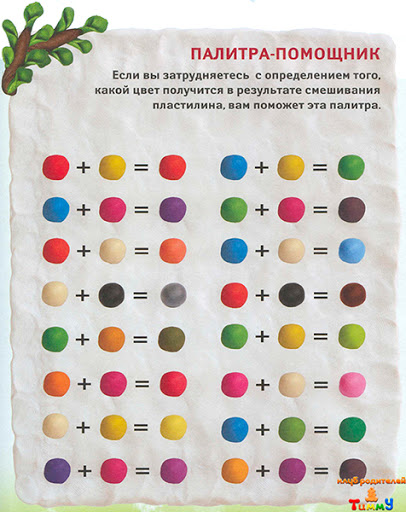 ПАЛИТРА-ПОМОЩНИК
Если вы затрудняетесь с определением того,
какой цвет получится в результате смешивания
пластилина, вам поможет эта палитра.
+ = + =
+ = + =
+ = + =
+ = + =
+ = + =
+ = + =
+ = + =
+ = + =
клуб родителей
ТиммУ